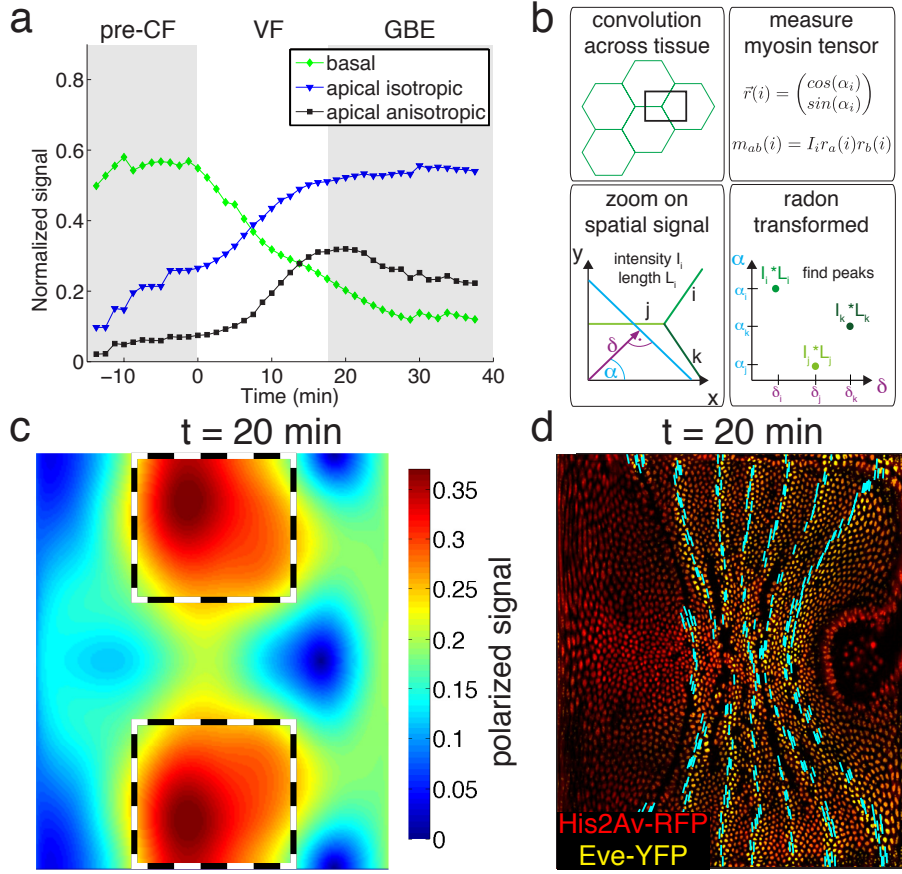 a
pre-CF VF GBE
basal
apical isotropic
apical anisotropic
Normalized signal
0.8
0.6
0.4
0.2
0
−10 0 10 20 30 40
Time (min)
b
convolution
across tissue
measure
myosin tensor
r⃗(i) = (cos(αᵢ)
sin(αᵢ))
mₐb(i) = Iᵢrₐ(i)rb(i)
zoom on
spatial signal
y
intensity Iᵢ
length Lᵢ
j
i
k
δ
α
x
radon
transformed
α
find peaks
αᵢ
Iᵢ*Lᵢ
αₖ
Iₖ*Lₖ
αⱼ
Iⱼ*Lⱼ
δᵢ δⱼ δₖ δ
c
t = 20 min
0.35
0.3
0.25
0.2
0.15
0.1
0.05
0
polarized signal
d
t = 20 min
His2Av-RFP
Eve-YFP